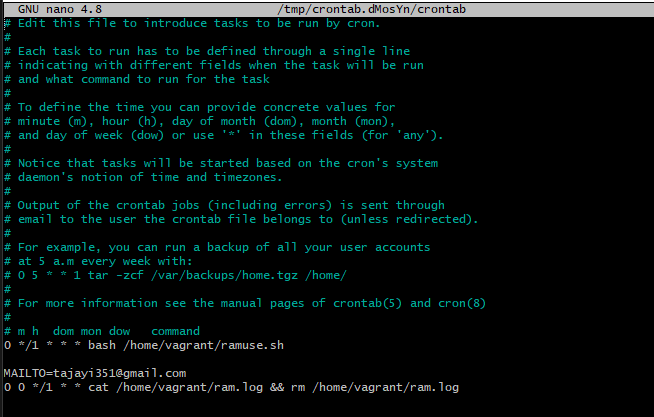 GNU nano 4.8 /tmp/crontab.dMosYn/crontab
# Edit this file to introduce tasks to be run by cron.
#
# Each task to run has to be defined through a single line
# indicating with different fields when the task will be run
# and what command to run for the task
#
# To define the time you can provide concrete values for
# minute (m), hour (h), day of month (dom), month (mon),
# and day of week (dow) or use '*' in these fields (for 'any').
#
# Notice that tasks will be started based on the cron's system
# daemon's notion of time and timezones.
#
# Output of the crontab jobs (including errors) is sent through
# email to the user the crontab file belongs to (unless redirected).
#
# For example, you can run a backup of all your user accounts
# at 5 a.m every week with:
# 0 5 * * 1 tar -zcf /var/backups/home.tgz /home/
#
# For more information see the manual pages of crontab(5) and cron(8)
#
# m h  dom mon dow   command
0 */1 * * * bash /home/vagrant/ramuse.sh

MAILTO=tajayi351@gmail.com
0 0 */1 * * cat /home/vagrant/ram.log && rm /home/vagrant/ram.log